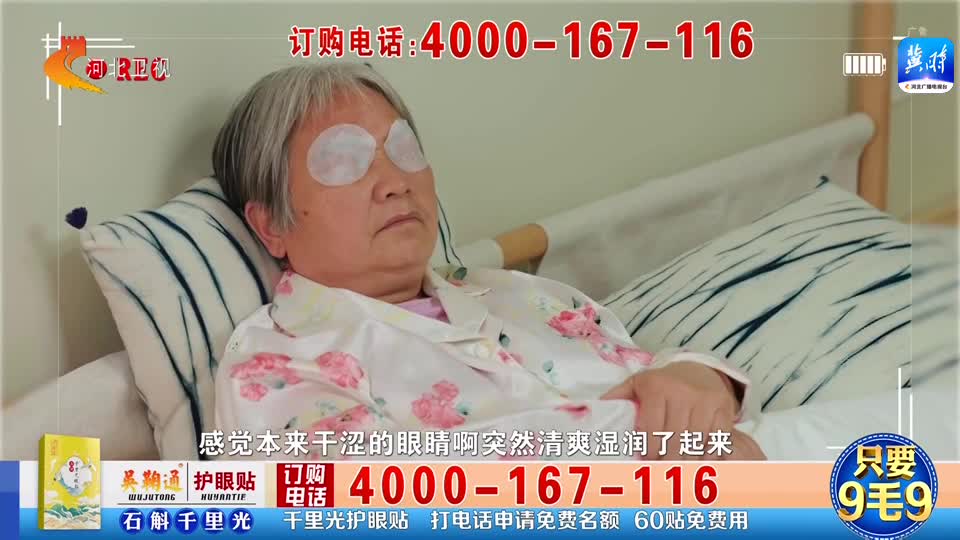 订购电话:4000-167-116
广告
河北卫视
REC
冀时
河北广播电视台
感觉本来干涩的眼睛啊突然清爽湿润了起来
吴鞠通
WUJUTONG
护眼贴
HUYANTIE
石斛千里光
订购电话
4000-167-116
千里光护眼贴 打电话申请免费名额 60贴免费用
只要
9毛9